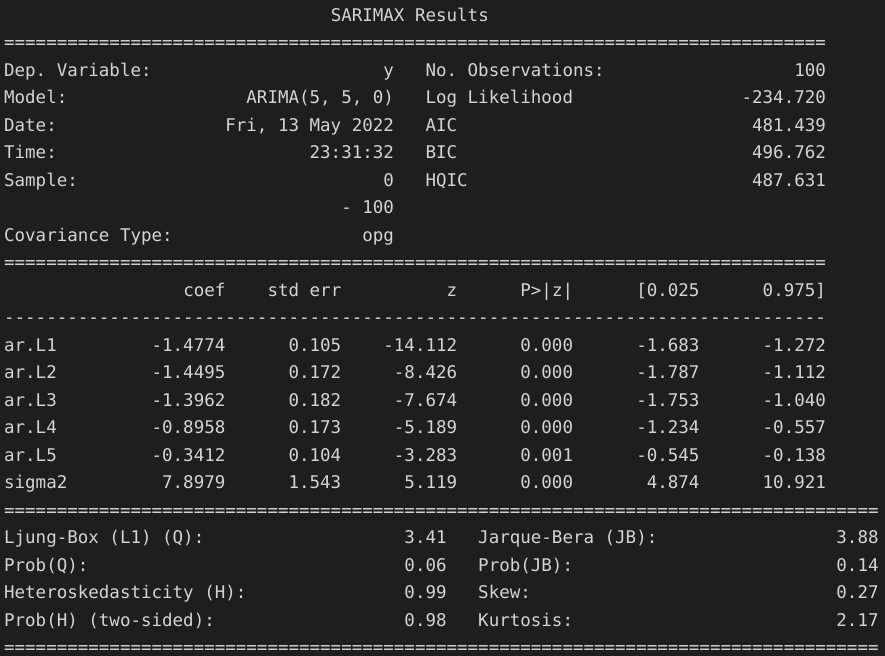 SARIMAX Results
==============================================================================
Dep. Variable:                      y   No. Observations:                  100
Model:                 ARIMA(5, 5, 0)   Log Likelihood                -234.720
Date:                Fri, 13 May 2022   AIC                            481.439
Time:                        23:31:32   BIC                            496.762
Sample:                             0   HQIC                           487.631
                                - 100
Covariance Type:                  opg
==============================================================================
                 coef    std err          z      P>|z|      [0.025      0.975]
------------------------------------------------------------------------------
ar.L1         -1.4774      0.105    -14.112      0.000      -1.683      -1.272
ar.L2         -1.4495      0.172     -8.426      0.000      -1.787      -1.112
ar.L3         -1.3962      0.182     -7.674      0.000      -1.753      -1.040
ar.L4         -0.8958      0.173     -5.189      0.000      -1.234      -0.557
ar.L5         -0.3412      0.104     -3.283      0.001      -0.545      -0.138
sigma2         7.8979      1.543      5.119      0.000       4.874      10.921
===================================================================================
Ljung-Box (L1) (Q):                   3.41   Jarque-Bera (JB):                 3.88
Prob(Q):                              0.06   Prob(JB):                         0.14
Heteroskedasticity (H):               0.99   Skew:                             0.27
Prob(H) (two-sided):                  0.98   Kurtosis:                         2.17
===================================================================================